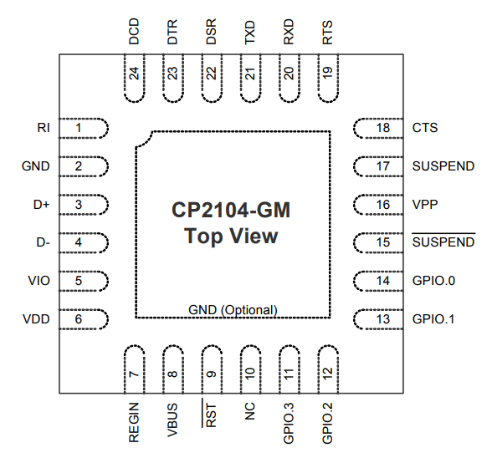 DCD DTR DSR TXD RXD RTS
24 23 22 21 20 19
RI 1
GND 2
D+ 3
D- 4
VIO 5
VDD 6
18 CTS
17 SUSPEND
16 VPP
15 SUSPEND
14 GPIO.0
13 GPIO.1
CP2104-GM
Top View
GND (Optional)
7 8 9 10 11 12
REGIN VBUS RST NC GPIO.3 GPIO.2